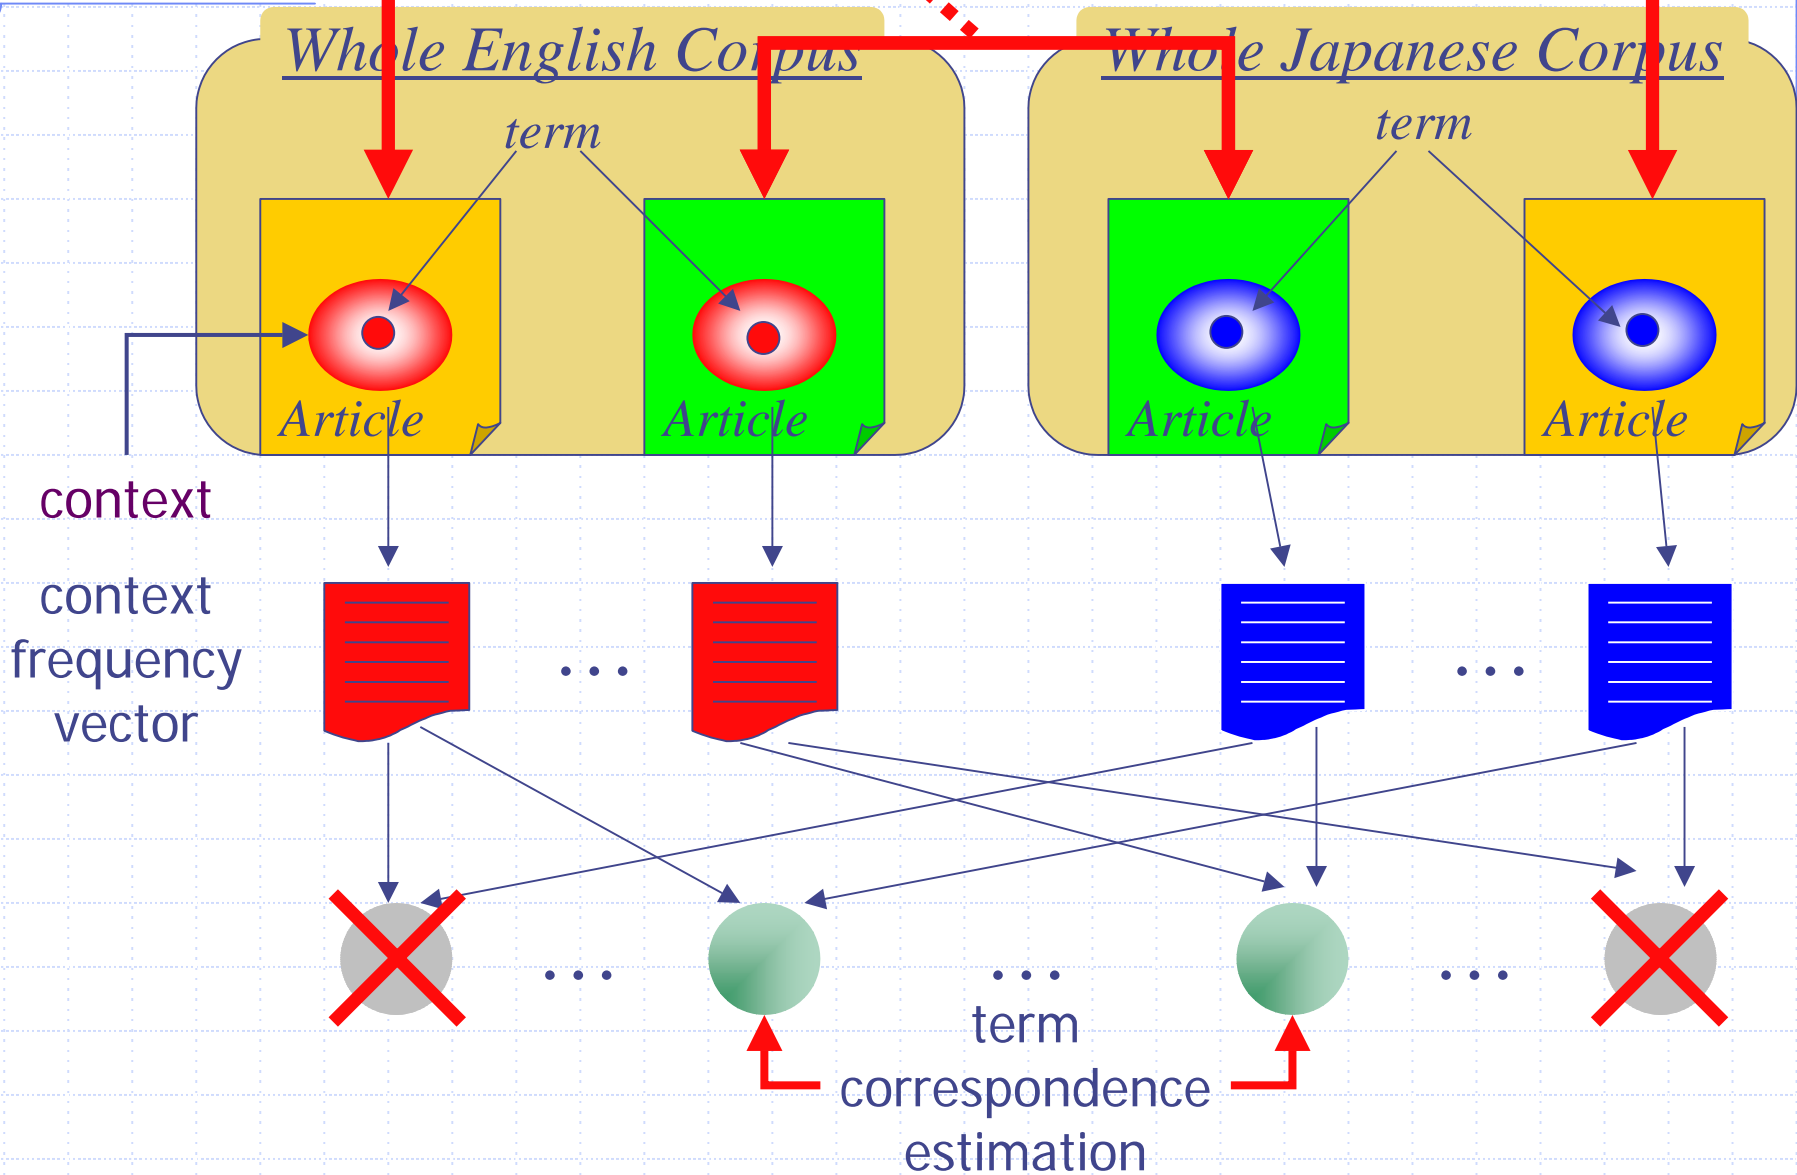 Whole English Corpus
Whole Japanese Corpus
term
term
Article
Article
Article
Article
context
context
frequency
vector
...
...
...
...
...
term
correspondence
estimation